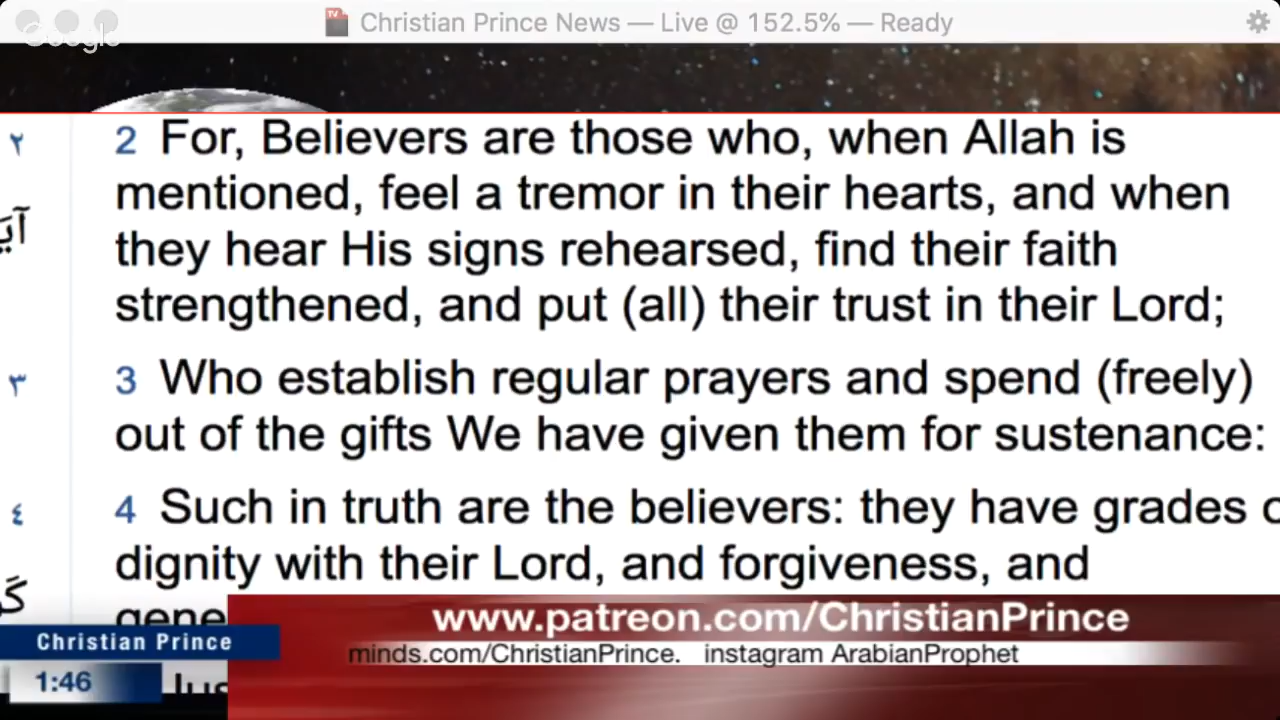 Christian Prince News — Live @ 152.5% — Ready
Google
٢
2 For, Believers are those who, when Allah is
mentioned, feel a tremor in their hearts, and when
they hear His signs rehearsed, find their faith
strengthened, and put (all) their trust in their Lord;
٣
3 Who establish regular prayers and spend (freely)
out of the gifts We have given them for sustenance:
٤
4 Such in truth are the believers: they have grades
dignity with their Lord, and forgiveness, and
www.patreon.com/ChristianPrince
Christian Prince
minds.com/ChristianPrince. instagram ArabianProphet
1:46